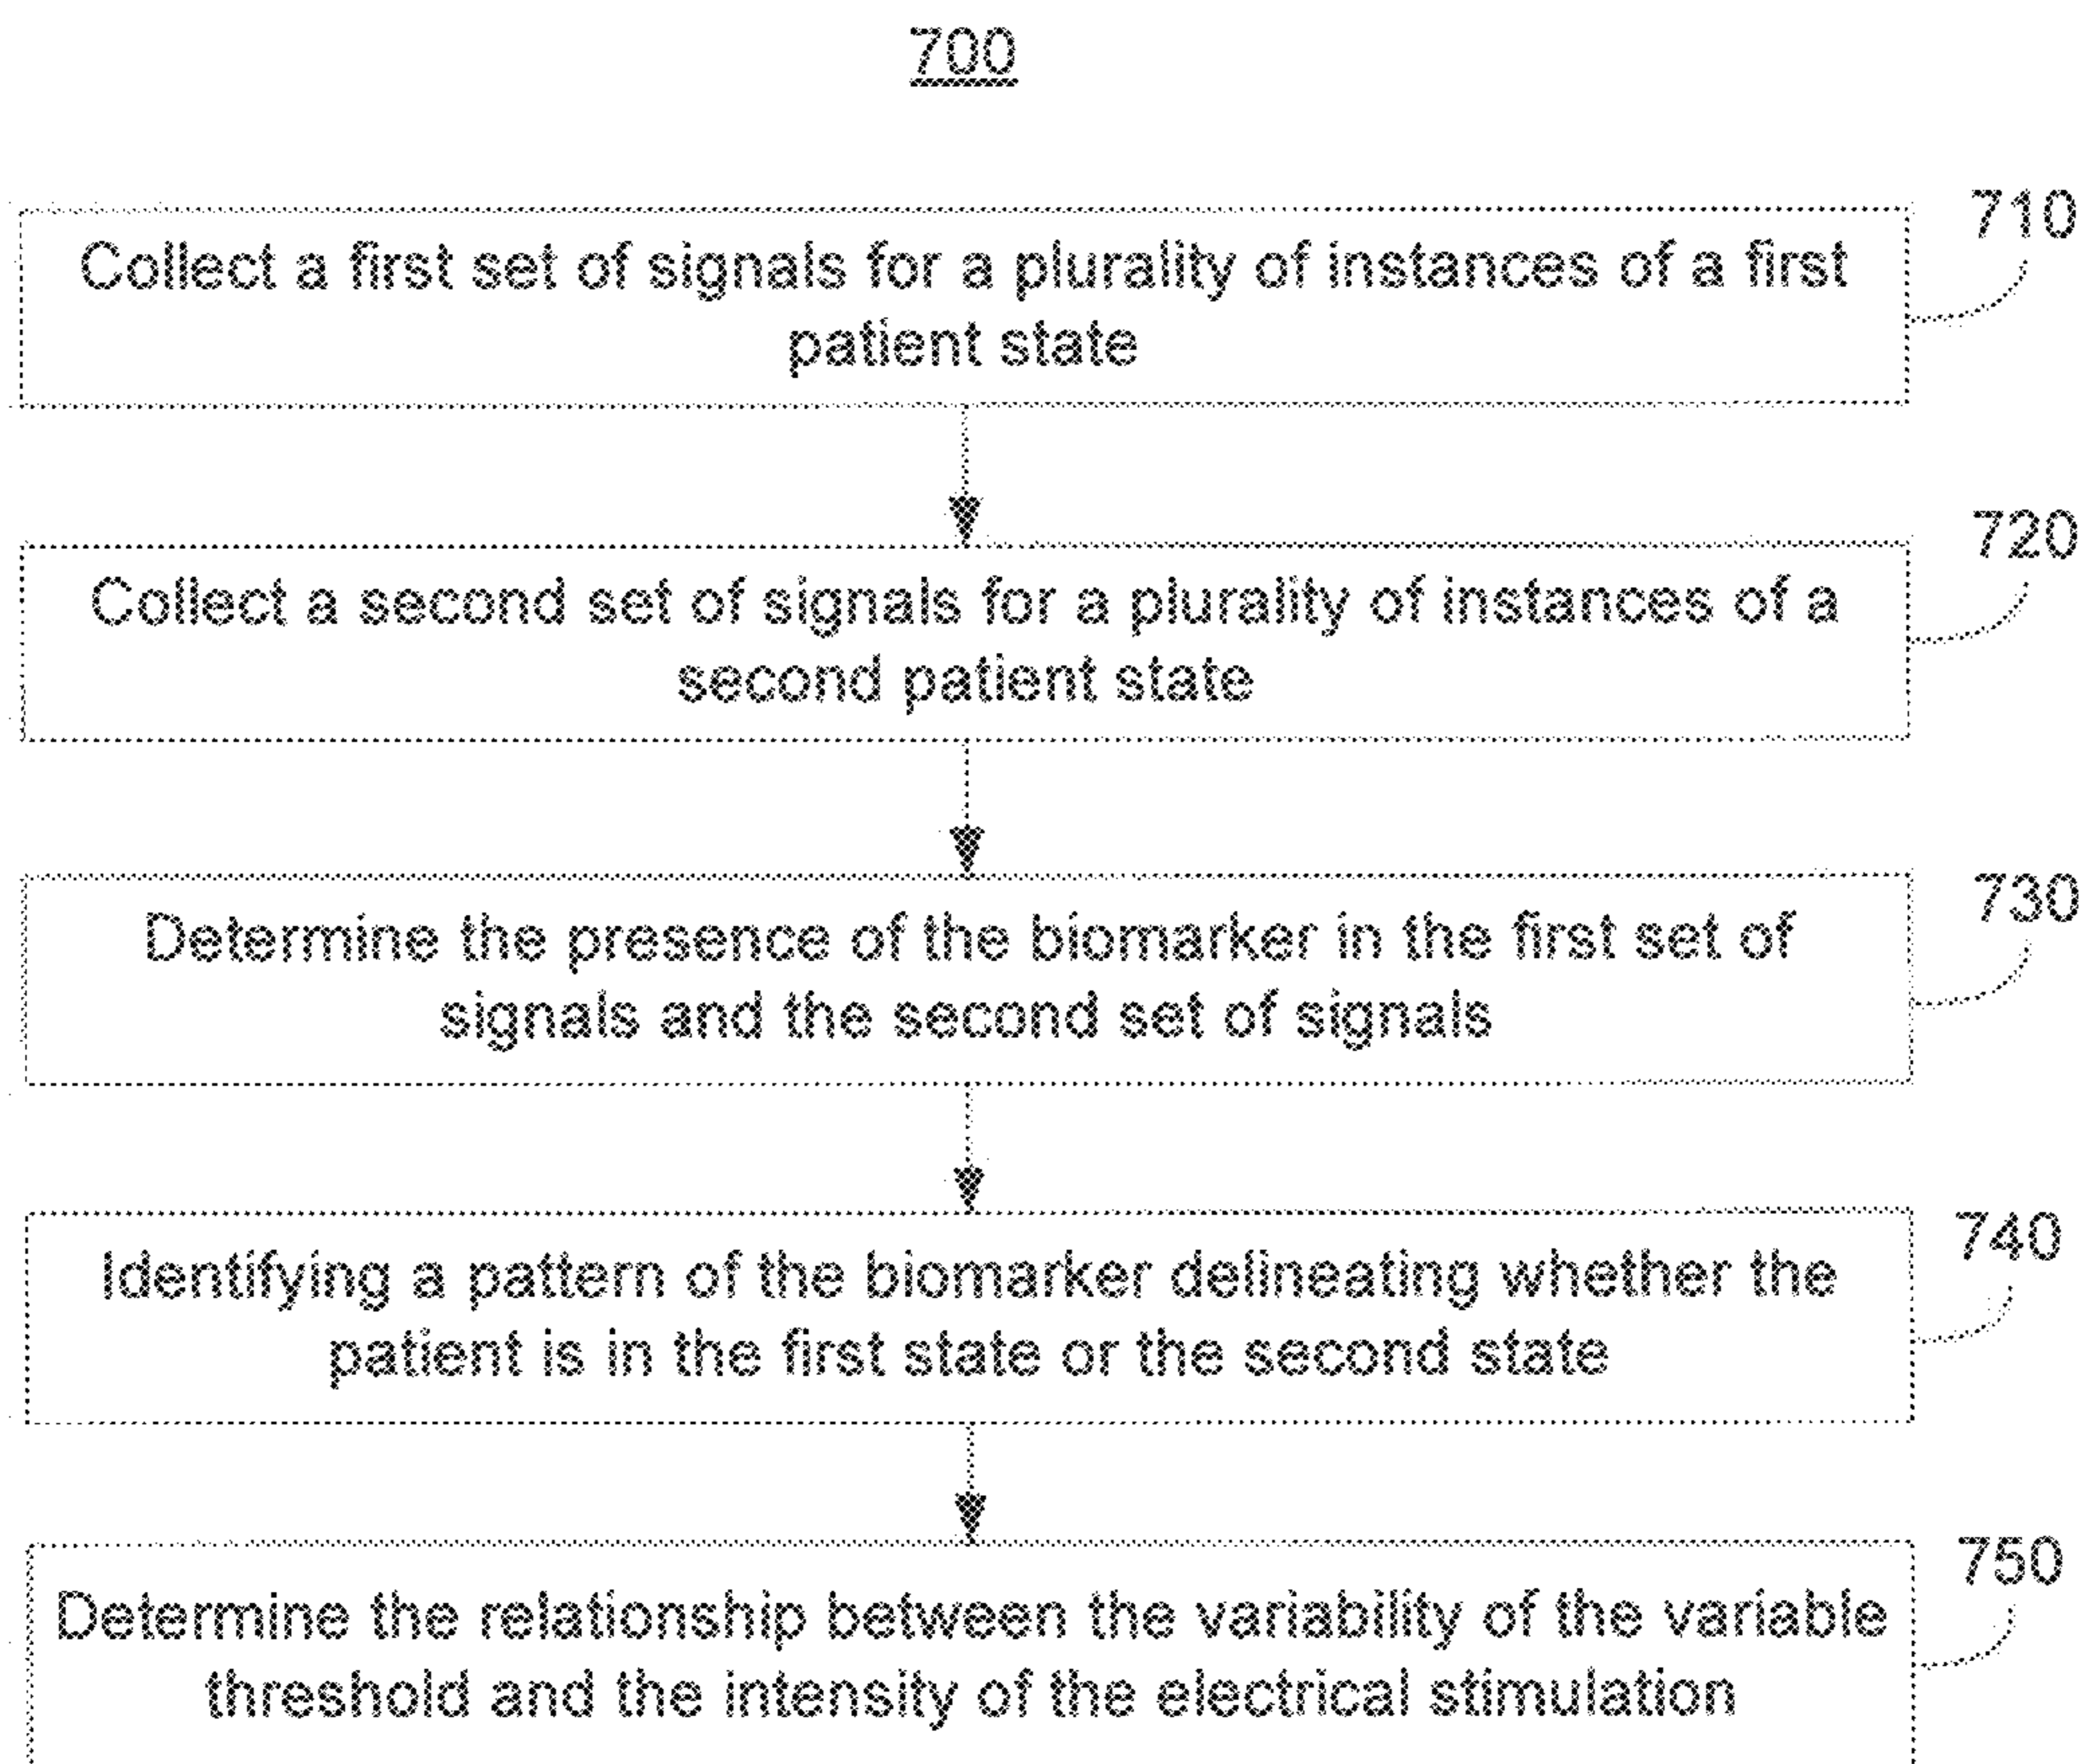 700
710
Collect a first set of signals for a plurality of instances of a first
patient state
720
Collect a second set of signals for a plurality of instances of a
second patient state
730
Determine the presence of the biomarker in the first set of
signals and the second set of signals
740
Identifying a pattern of the biomarker delineating whether the
patient is in the first state or the second state
750
Determine the relationship between the variability of the variable
threshold and the intensity of the electrical stimulation